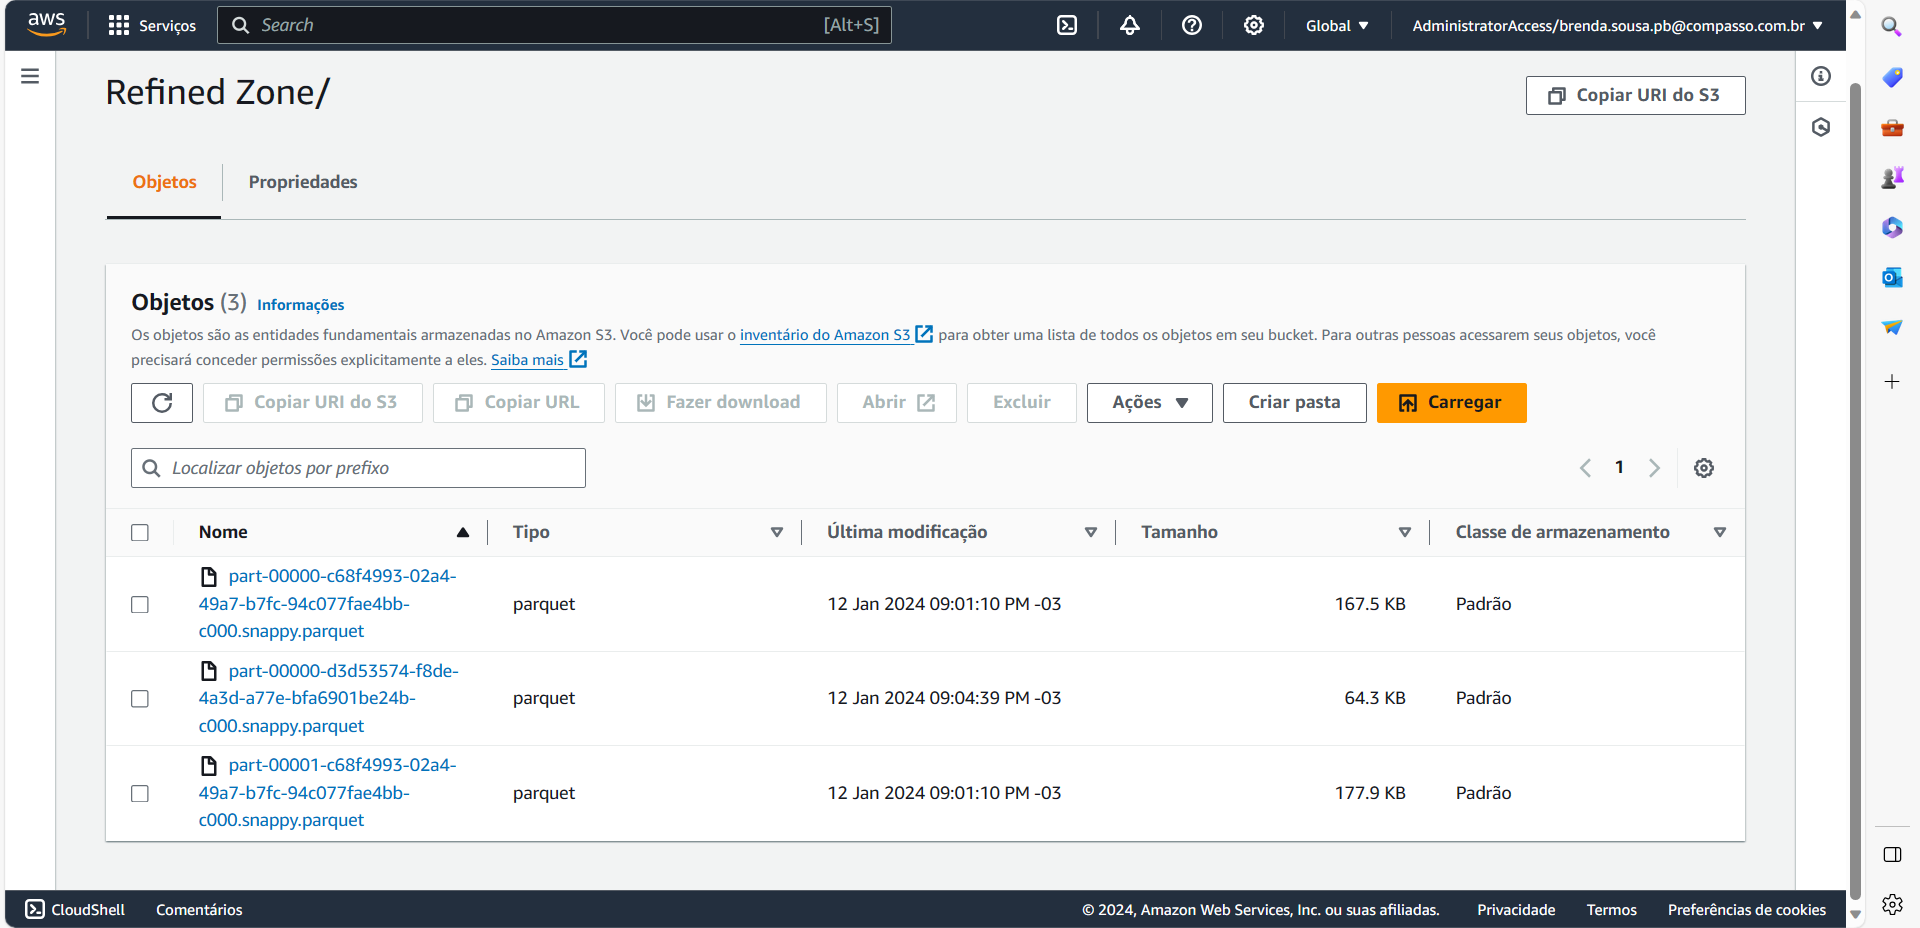 aws
Serviços
Search
[Alt+S]
Global
AdministratorAccess/brenda.sousa.pb@compasso.com.br
Refined Zone/
Copiar URI do S3
Objetos
Propriedades
Objetos (3) Informações
Os objetos são as entidades fundamentais armazenadas no Amazon S3. Você pode usar o inventário do Amazon S3 para obter uma lista de todos os objetos em seu bucket. Para outras pessoas acessarem seus objetos, você
precisará conceder permissões explicitamente a eles. Saiba mais
Copiar URI do S3
Copiar URL
Fazer download
Abrir
Excluir
Ações
Criar pasta
Carregar
Localizar objetos por prefixo
1
Nome
Tipo
Última modificação
Tamanho
Classe de armazenamento
part-00000-c68f4993-02a4-
49a7-b7fc-94c077fae4bb-
c000.snappy.parquet
parquet
12 Jan 2024 09:01:10 PM -03
167.5 KB
Padrão
part-00000-d3d53574-f8de-
4a3d-a77e-bfa6901be24b-
c000.snappy.parquet
parquet
12 Jan 2024 09:04:39 PM -03
64.3 KB
Padrão
part-00001-c68f4993-02a4-
49a7-b7fc-94c077fae4bb-
c000.snappy.parquet
parquet
12 Jan 2024 09:01:10 PM -03
177.9 KB
Padrão
CloudShell
Comentários
© 2024, Amazon Web Services, Inc. ou suas afiliadas.
Privacidade
Termos
Preferências de cookies